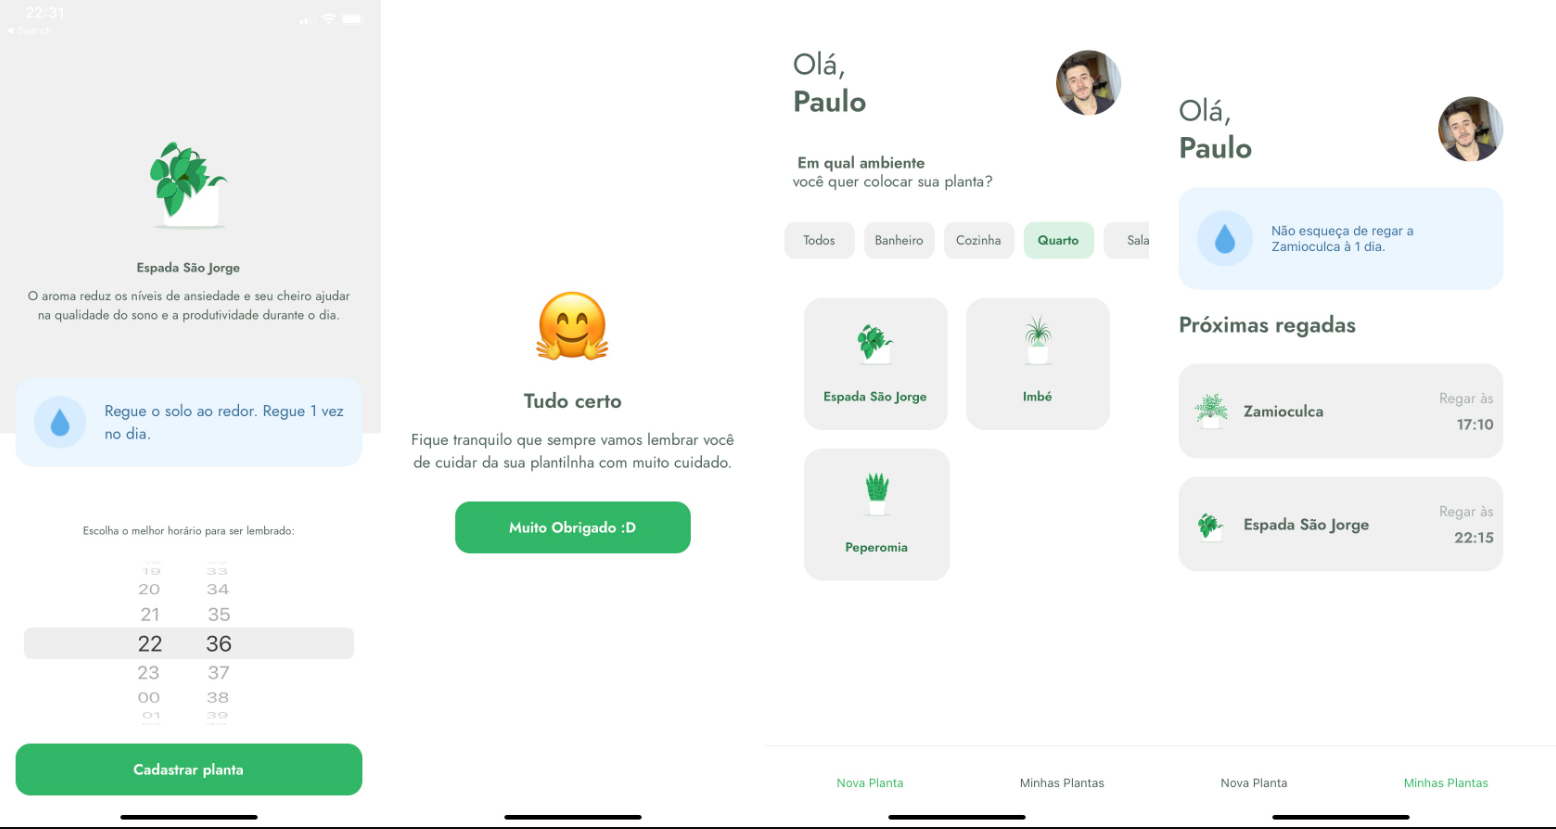 22:31
◀ Search
Espada São Jorge
O aroma reduz os níveis de ansiedade e seu cheiro ajudar
na qualidade do sono e a produtividade durante o dia.
Regue o solo ao redor. Regue 1 vez
no dia.
Escolha o melhor horário para ser lembrado:
19 33
20 34
21 35
22 36
23 37
00 38
01 39
Cadastrar planta
Tudo certo
Fique tranquilo que sempre vamos lembrar você
de cuidar da sua plantilnha com muito cuidado.
Muito Obrigado :D
Olá,
Paulo
Em qual ambiente
você quer colocar sua planta?
Todos Banheiro Cozinha Quarto Sala
Espada São Jorge Imbé
Peperomia
Nova Planta Minhas Plantas
Olá,
Paulo
Não esqueça de regar a
Zamioculca à 1 dia.
Próximas regadas
Zamioculca
Regar às
17:10
Espada São Jorge
Regar às
22:15
Nova Planta Minhas Plantas